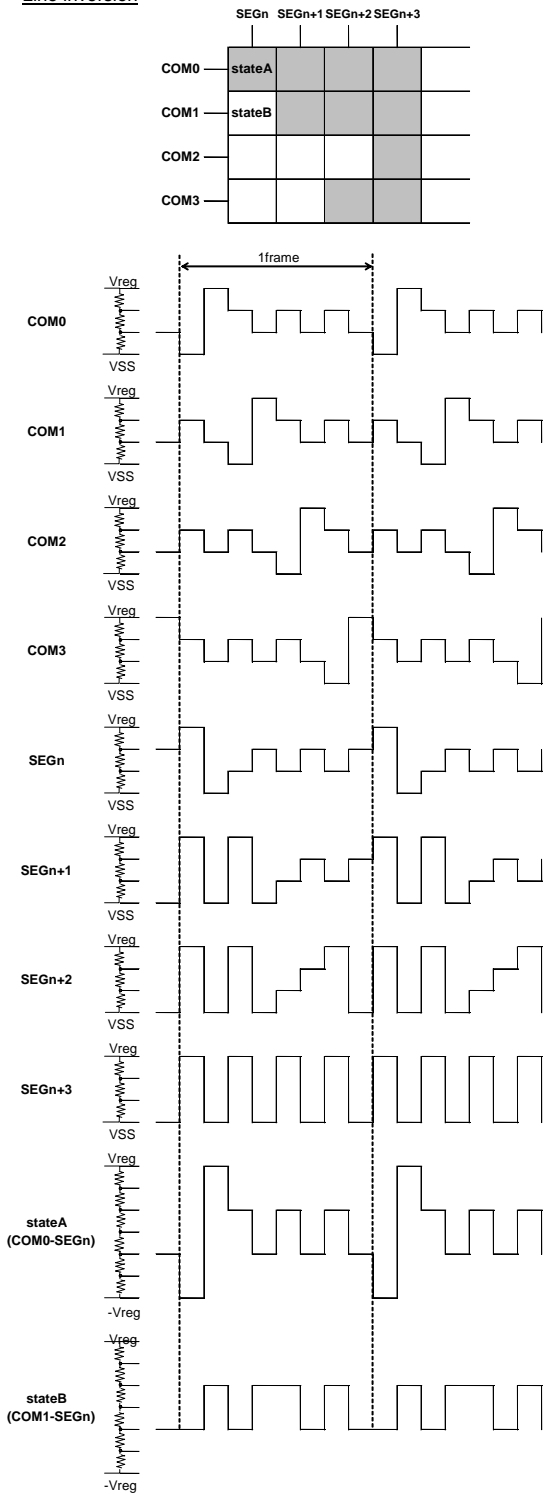 Line inversion
SEGn SEGn+1 SEGn+2 SEGn+3
COM0 stateA
COM1 stateB
COM2
COM3
1frame
Vreg
COM0
VSS
Vreg
COM1
VSS
Vreg
COM2
VSS
Vreg
COM3
VSS
Vreg
SEGn
VSS
Vreg
SEGn+1
VSS
Vreg
SEGn+2
VSS
Vreg
SEGn+3
VSS
Vreg
stateA
(COM0-SEGn)
-Vreg
Vreg
stateB
(COM1-SEGn)
-Vreg